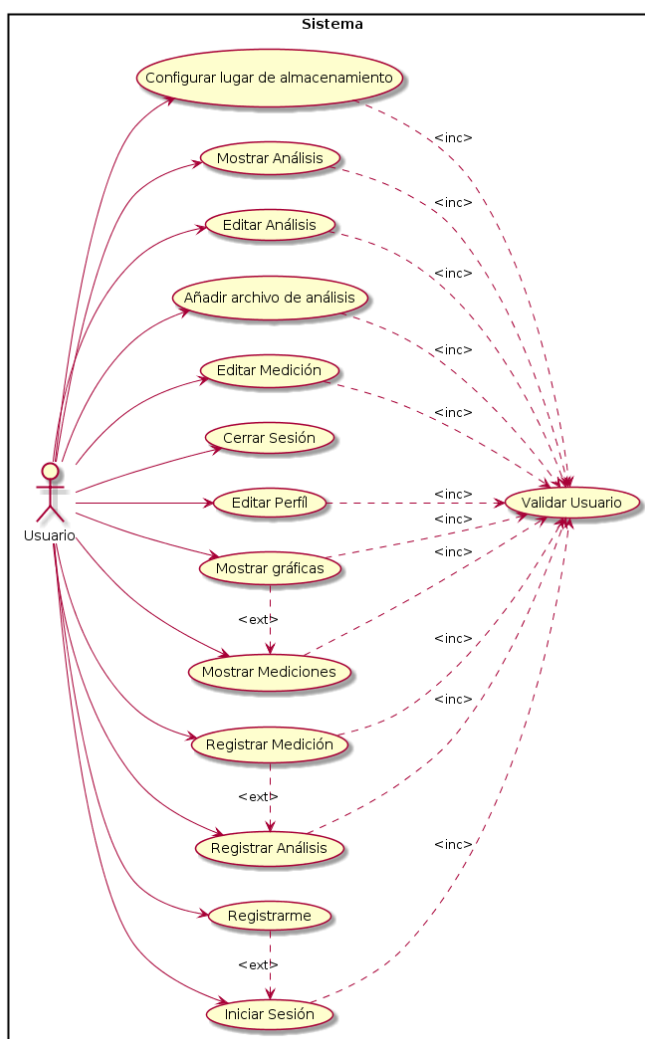 Sistema
Configurar lugar de almacenamiento
<inc>
Mostrar Análisis
<inc>
Editar Análisis
<inc>
Añadir archivo de análisis
<inc>
Editar Medición
<inc>
Cerrar Sesión
<inc>
Editar Perfíl
Validar Usuario
<inc>
Usuario
Mostrar gráficas
<inc>
<ext>
<inc>
Mostrar Mediciones
<inc>
Registrar Medición
<ext>
Registrar Análisis
<inc>
Registrarme
<ext>
Iniciar Sesión